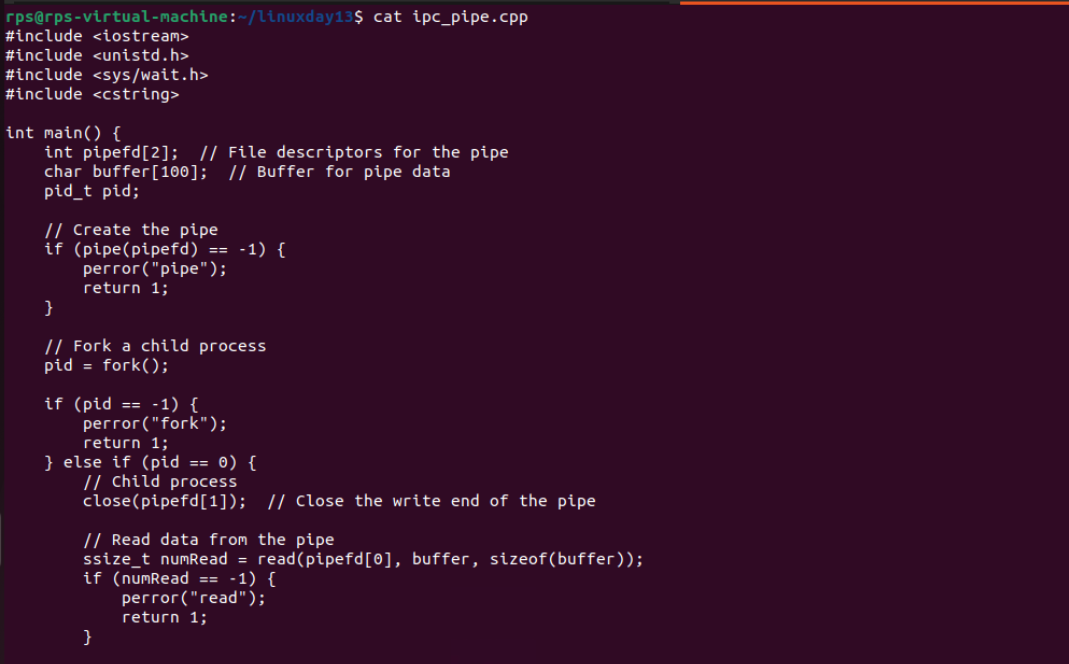 rps@rps-virtual-machine:~/linuxday13$ cat ipc_pipe.cpp
#include <iostream>
#include <unistd.h>
#include <sys/wait.h>
#include <cstring>

int main() {
    int pipefd[2];  // File descriptors for the pipe
    char buffer[100];  // Buffer for pipe data
    pid_t pid;

    // Create the pipe
    if (pipe(pipefd) == -1) {
        perror("pipe");
        return 1;
    }

    // Fork a child process
    pid = fork();

    if (pid == -1) {
        perror("fork");
        return 1;
    } else if (pid == 0) {
        // Child process
        close(pipefd[1]);  // Close the write end of the pipe

        // Read data from the pipe
        ssize_t numRead = read(pipefd[0], buffer, sizeof(buffer));
        if (numRead == -1) {
            perror("read");
            return 1;
        }